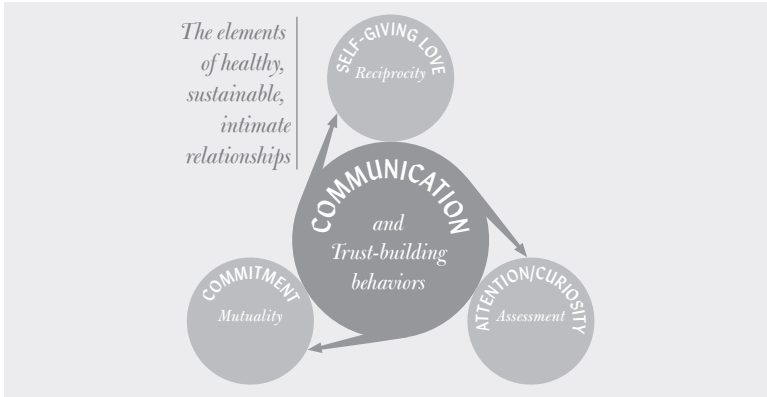 The elements
of healthy,
sustainable,
intimate
relationships
SELF-GIVING LOVE
Reciprocity
COMMUNICATION
and
Trust-building
behaviors
COMMITMENT
Mutuality
ATTENTION/CURIOSITY
Assessment